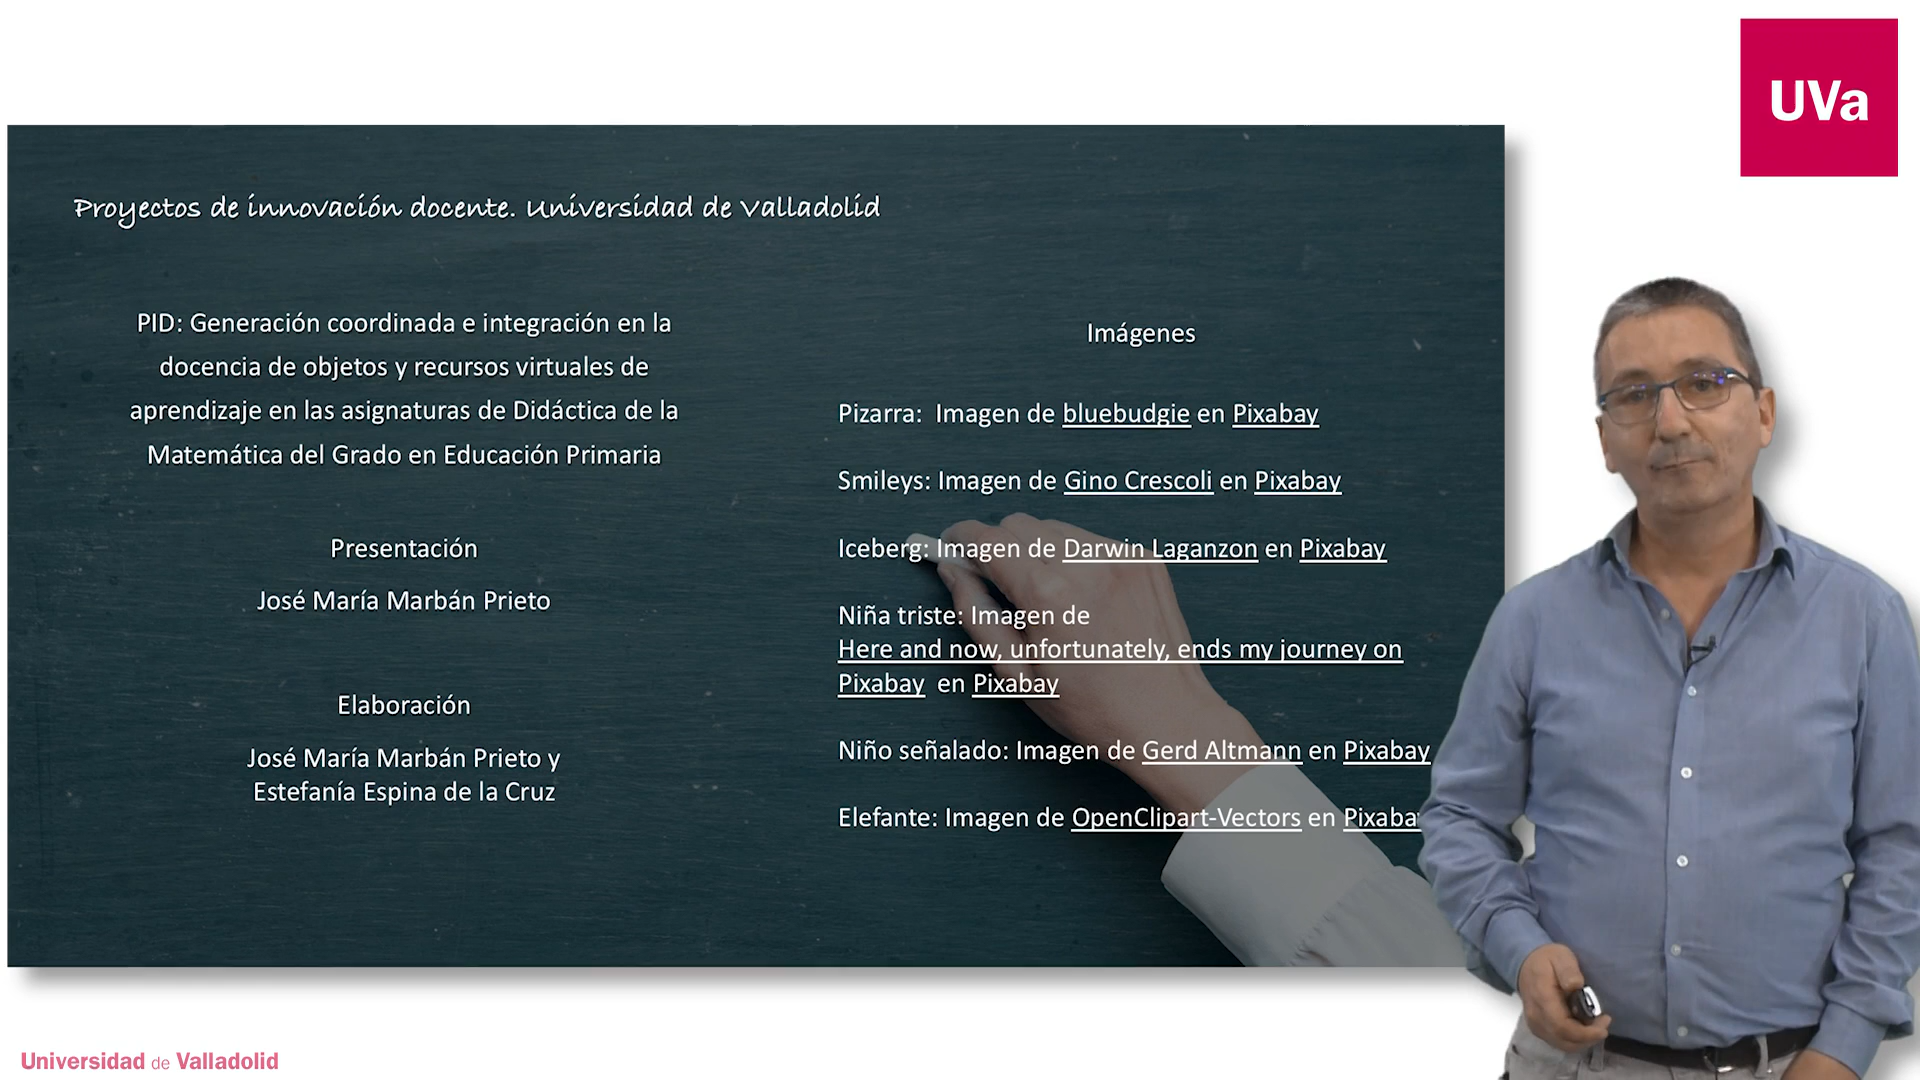 UVa
Proyectos de innovación docente. Universidad de Valladolid
PID: Generación coordinada e integración en la
docencia de objetos y recursos virtuales de
aprendizaje en las asignaturas de Didáctica de la
Matemática del Grado en Educación Primaria
Presentación
José María Marbán Prieto
Elaboración
José María Marbán Prieto y
Estefanía Espina de la Cruz
Imágenes
Pizarra: Imagen de bluebudgie en Pixabay
Smileys: Imagen de Gino Crescoli en Pixabay
Iceberg: Imagen de Darwin Laganzon en Pixabay
Niña triste: Imagen de
Here and now, unfortunately, ends my journey on
Pixabay en Pixabay
Niño señalado: Imagen de Gerd Altmann en Pixabay
Elefante: Imagen de OpenClipart-Vectors en Pixabay
Universidad de Valladolid